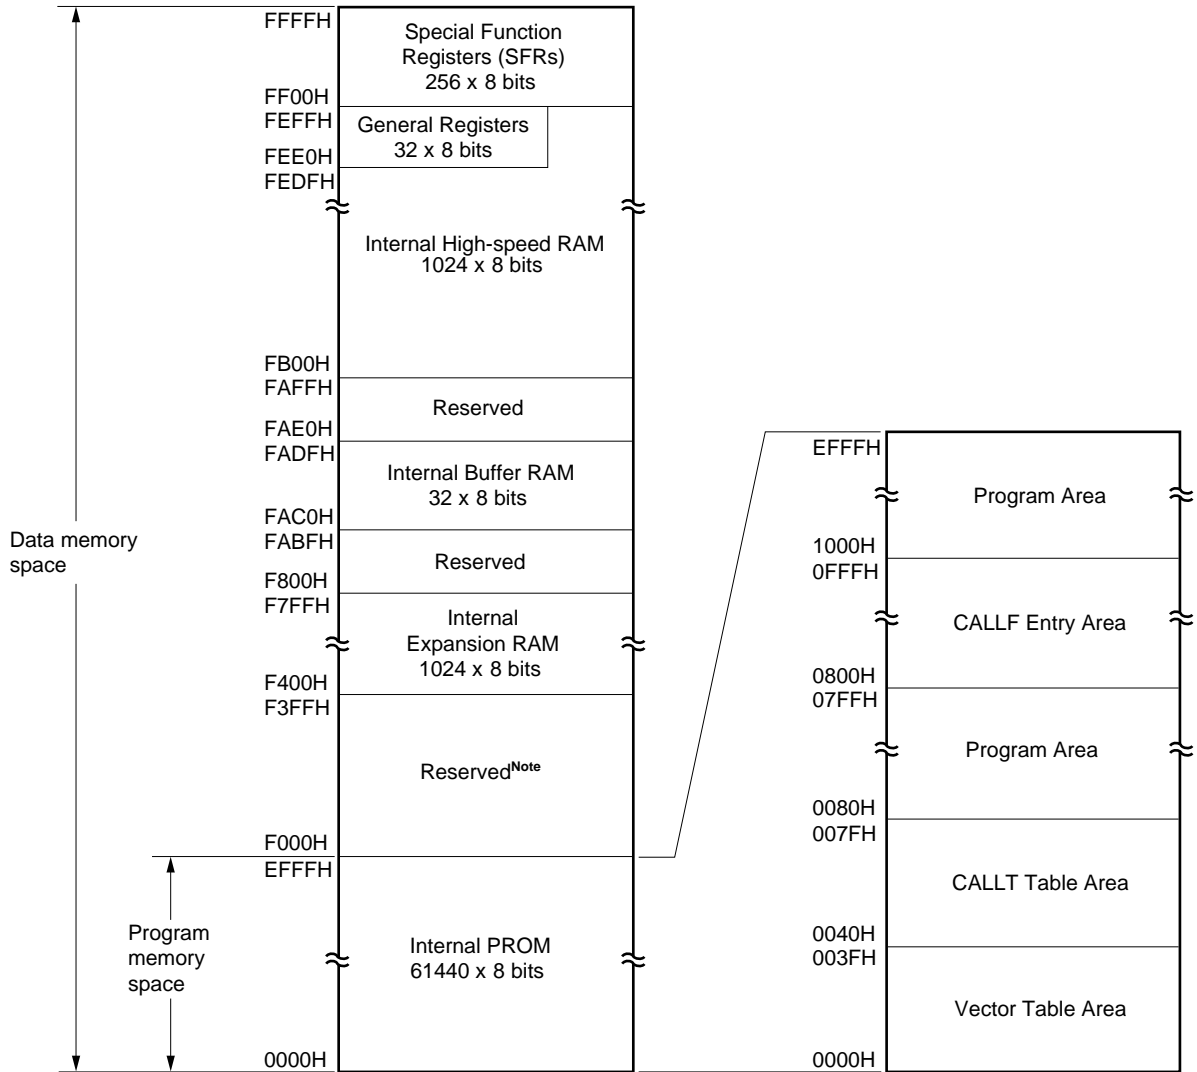 FFFFH
Special Function
Registers (SFRs)
256 x 8 bits
FF00H
FEFFH
General Registers
32 x 8 bits
FEE0H
FEDFH
Internal High-speed RAM
1024 x 8 bits
FB00H
FAFFH
Reserved
FAE0H
FADFH
Internal Buffer RAM
32 x 8 bits
FAC0H
FABFH
Reserved
F800H
F7FFH
Internal
Expansion RAM
1024 x 8 bits
F400H
F3FFH
ReservedNote
F000H
EFFFH
Internal PROM
61440 x 8 bits
0000H
Data memory
space
Program
memory
space
EFFFH
Program Area
1000H
0FFFH
CALLF Entry Area
0800H
07FFH
Program Area
0080H
007FH
CALLT Table Area
0040H
003FH
Vector Table Area
0000H